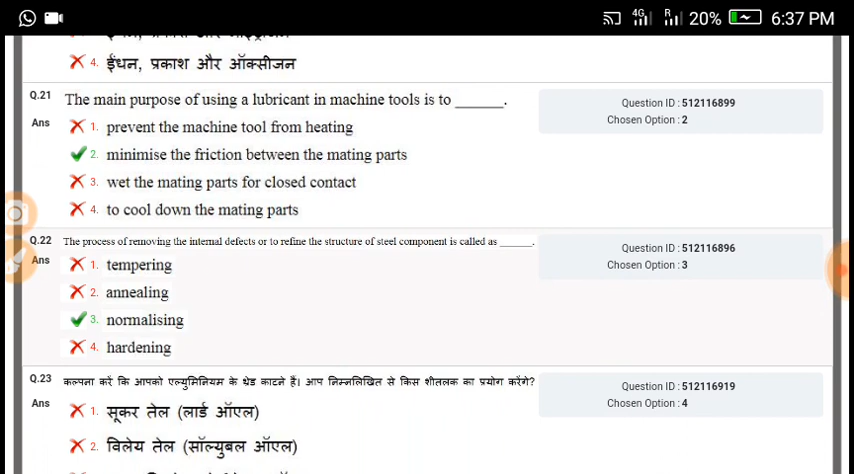 4G R 20% 6:37 PM
4. ईंधन, प्रकाश और ऑक्सीजन
Q.21 The main purpose of using a lubricant in machine tools is to ______. Question ID : 512116899
Chosen Option : 2
Ans 1. prevent the machine tool from heating
2. minimise the friction between the mating parts
3. wet the mating parts for closed contact
4. to cool down the mating parts
Q.22 The process of removing the internal defects or to refine the structure of steel component is called as ______. Question ID : 512116896
Ans 1. tempering Chosen Option : 3
2. annealing
3. normalising
4. hardening
Q.23 कल्पना करें कि आपको एल्युमिनियम के थ्रेड काटने हैं। आप निम्नलिखित से किस शीतलक का प्रयोग करेंगे? Question ID : 512116919
Ans Chosen Option : 4
1. सूकर तेल (लार्ड ऑएल)
2. विलेय तेल (सॉल्युबल ऑएल)